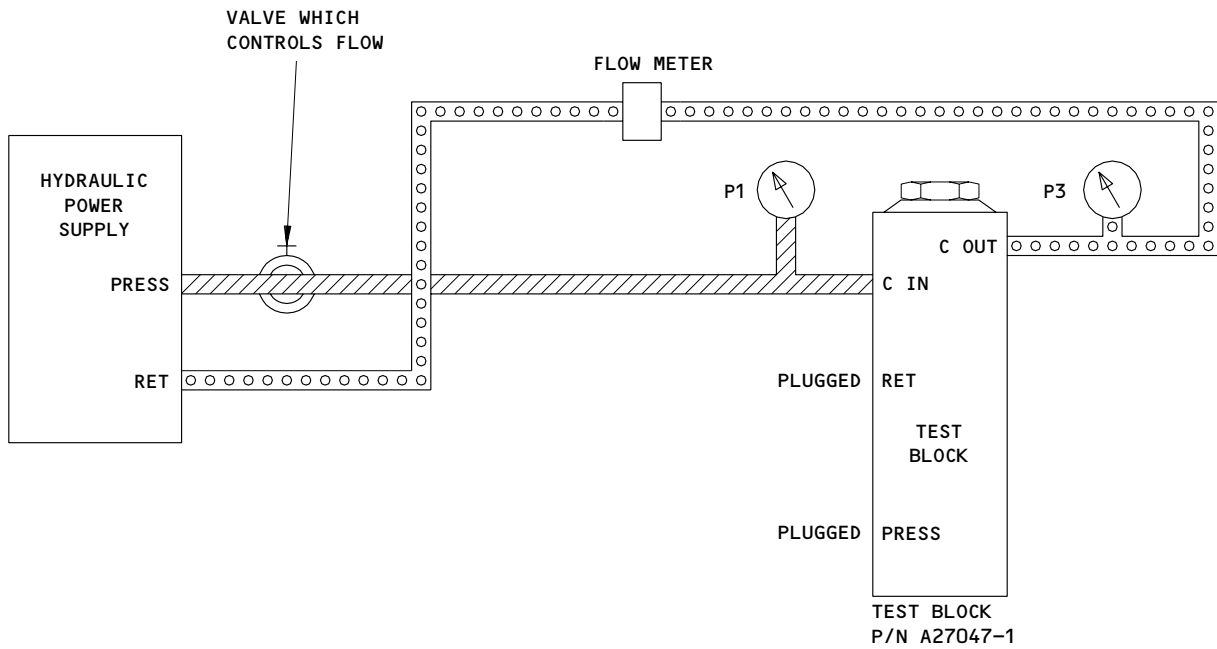 VALVE WHICH
CONTROLS FLOW
FLOW METER
HYDRAULIC
POWER
SUPPLY
P1
P3
C OUT
PRESS
C IN
RET
PLUGGED
RET
TEST
BLOCK
PLUGGED
PRESS
TEST BLOCK
P/N A27047-1